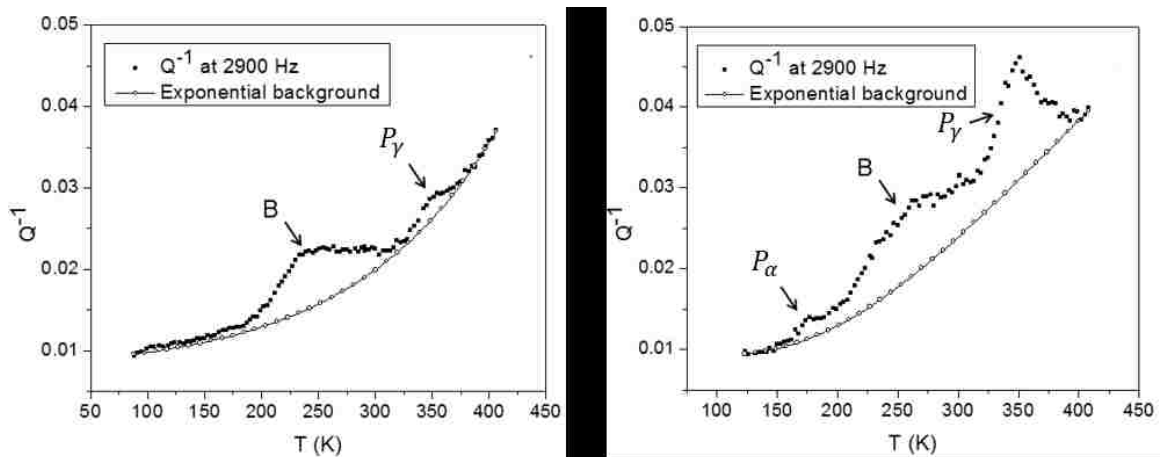 0.05
Q⁻¹ at 2900 Hz
Exponential background
0.04
Pγ
0.03
B
Q⁻¹
0.02
0.01
50 100 150 200 250 300 350 400 450
T (K)
0.05
Q⁻¹ at 2900 Hz
Exponential background
0.04
Pγ
B
0.03
Q⁻¹
0.02
Pα
0.01
100 150 200 250 300 350 400 450
T (K)